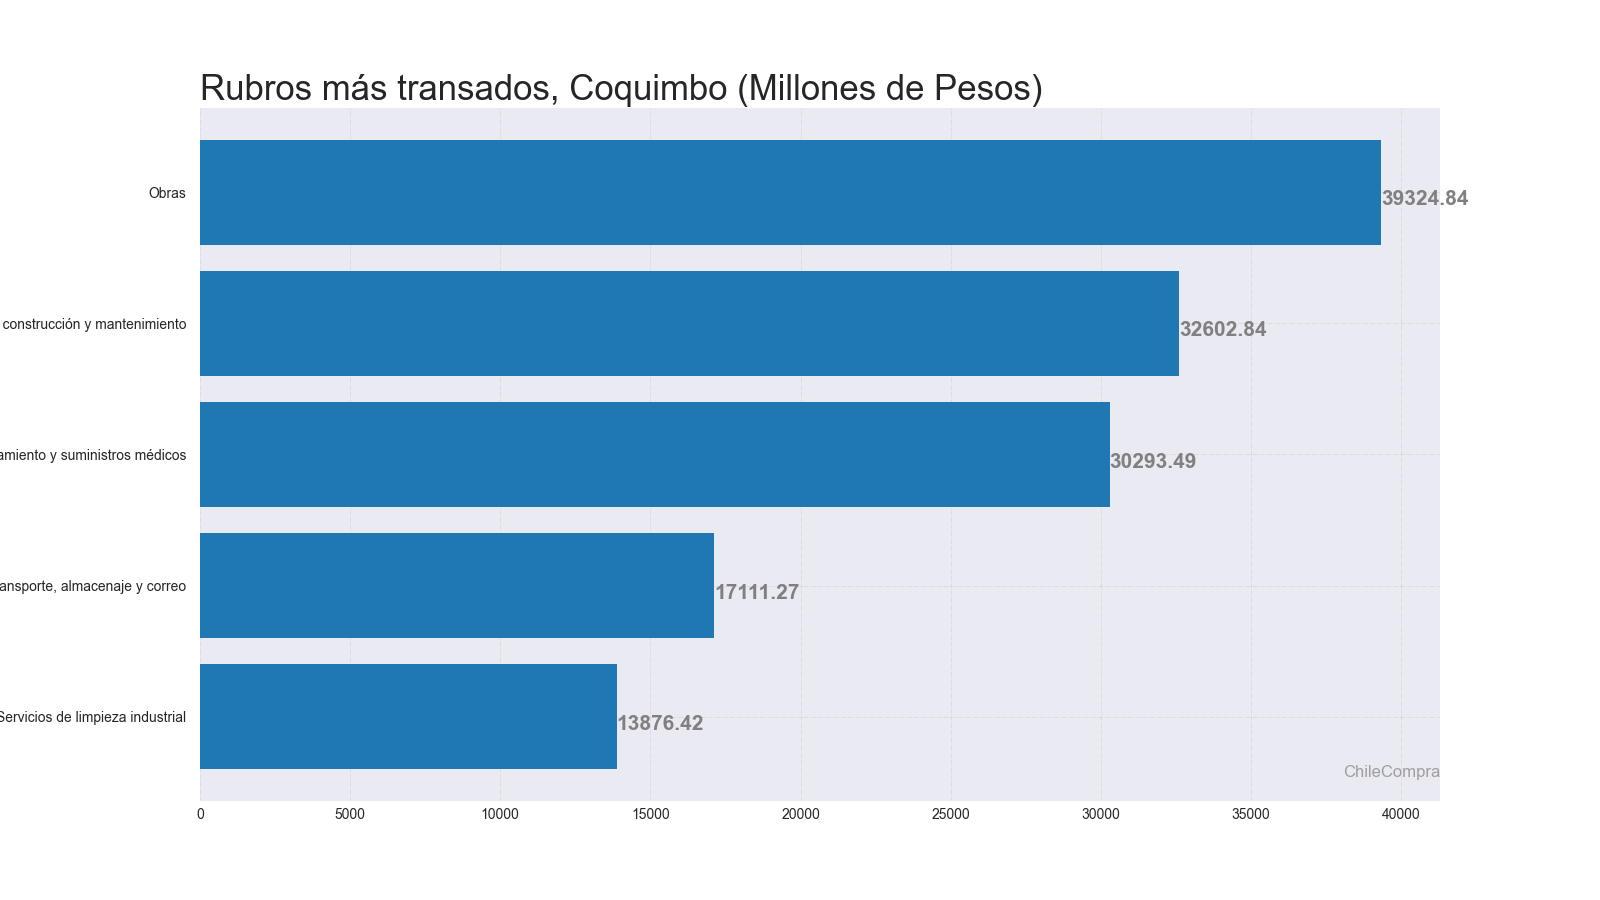 Rubros más transados, Coquimbo (Millones de Pesos)
Obras
39324.84
construcción y mantenimiento
32602.84
y suministros médicos
30293.49
almacenaje y correo
17111.27
Servicios de limpieza industrial
13876.42
ChileCompra
0 5000 10000 15000 20000 25000 30000 35000 40000